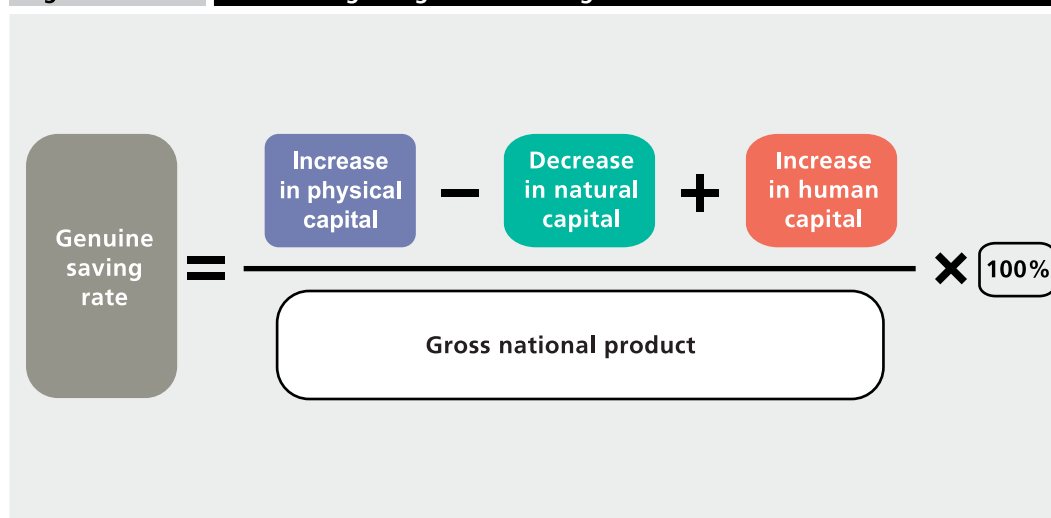 Genuine
saving
rate
=
Increase
in physical
capital
−
Decrease
in natural
capital
+
Increase
in human
capital
Gross national product
×
100%